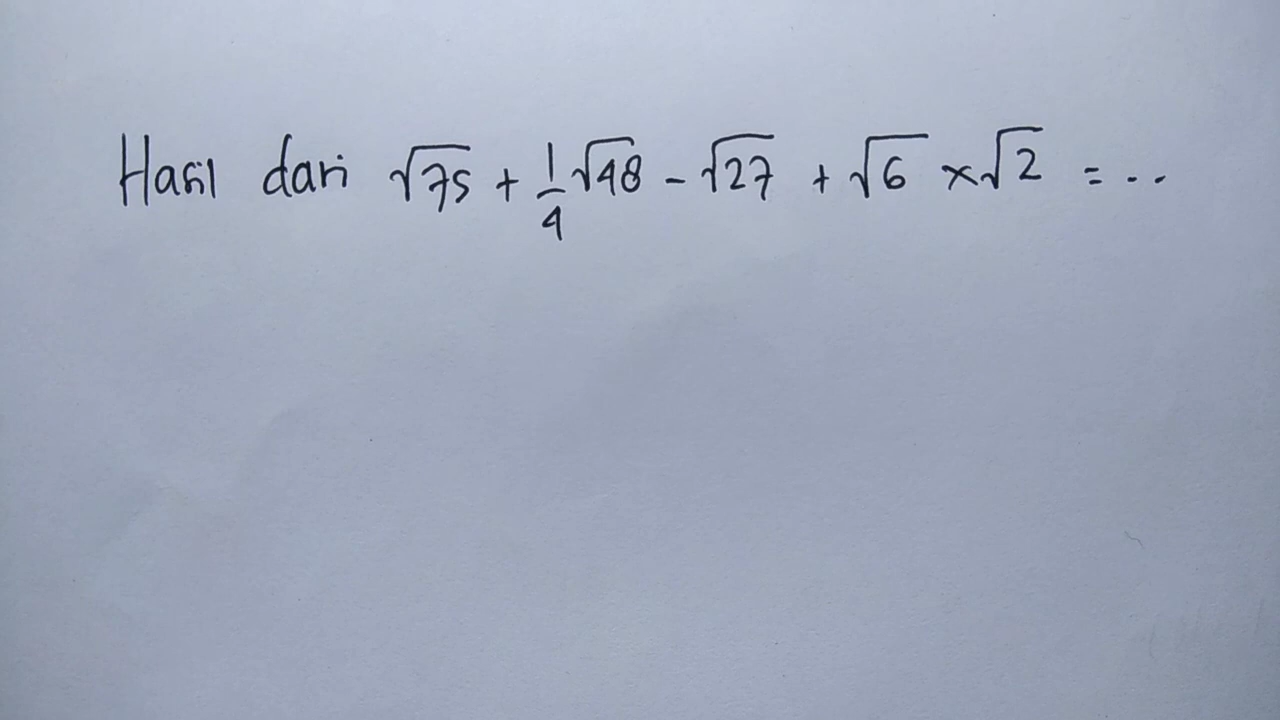 Hasil dari √75 + 1/4 √48 - √27 + √6 × √2 = ...